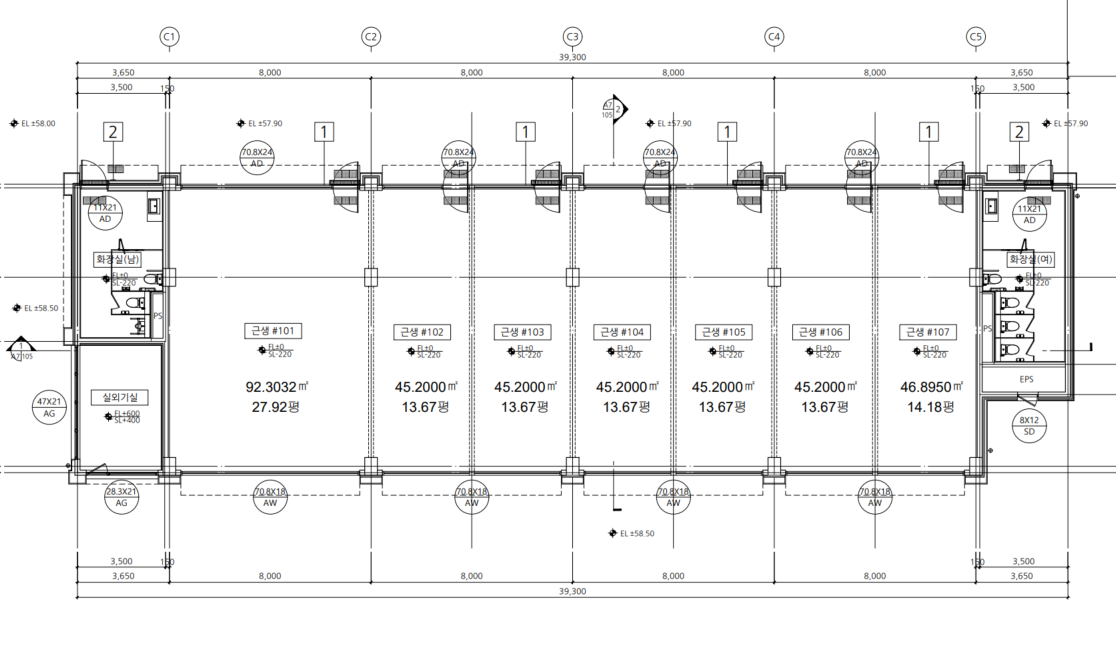 C1 C2 C3 C4 C5
39,300
3,650 8,000 8,000 8,000 8,000 3,650
3,500 150 150 3,500
A7 2
105
EL ±58.00 EL ±57.90 EL ±57.90 EL ±57.90
2 1 1 1 1 2
70.8X24 70.8X24 70.8X24 70.8X24
AD AD AD AD
11X21 11X21
AD AD
화장실(남) 화장실(여)
FL±0 FL±0
SL-220 SL-220
EL ±58.50
PS PS
근생 #101 근생 #102 근생 #103 근생 #104 근생 #105 근생 #106 근생 #107
FL±0 FL±0 FL±0 FL±0 FL±0 FL±0 FL±0
SL-220 SL-220 SL-220 SL-220 SL-220 SL-220 SL-220
1
A7 105
EPS
92.3032㎡ 45.2000㎡ 45.2000㎡ 45.2000㎡ 45.2000㎡ 45.2000㎡ 46.8950㎡
27.92평 13.67평 13.67평 13.67평 13.67평 13.67평 14.18평
실외기실
47X21
AG
FL+600
SL+400
8X12
SD
28.3X21 70.8X18 70.8X18 70.8X18 70.8X18
AG AW AW AW AW
EL ±58.50
3,500 150 150 3,500
3,650 8,000 8,000 8,000 8,000 3,650
39,300